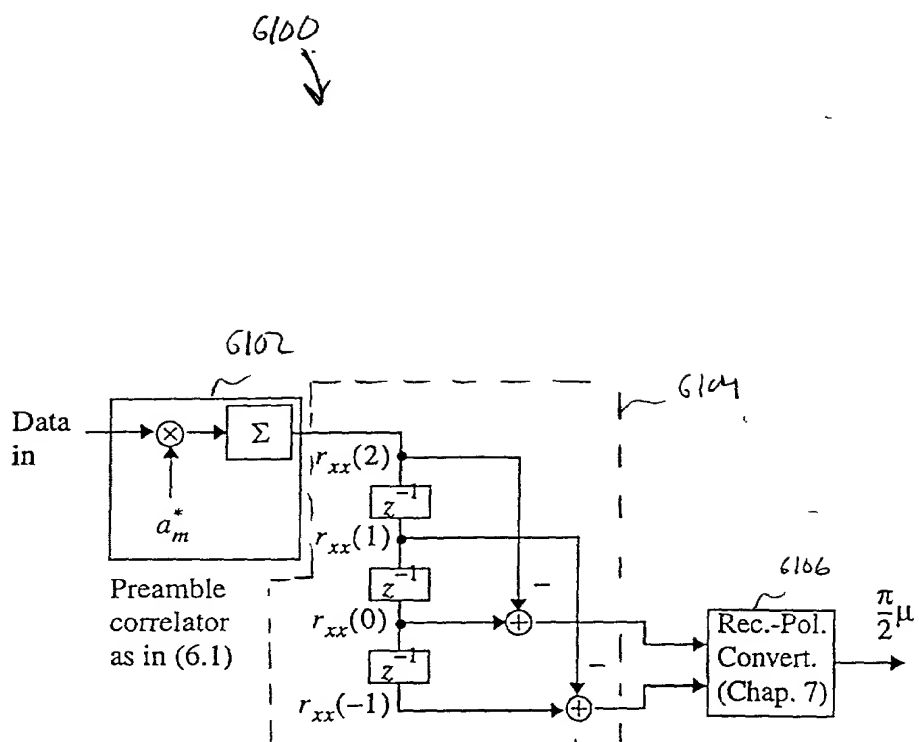 6100
6102
6104
Data
in
Σ
a*m
rxx(2)
z−1
rxx(1)
z−1
rxx(0)
z−1
rxx(−1)
−
−
Preamble
correlator
as in (6.1)
6106
Rec.-Pol.
Convert.
(Chap. 7)
π/2 μ